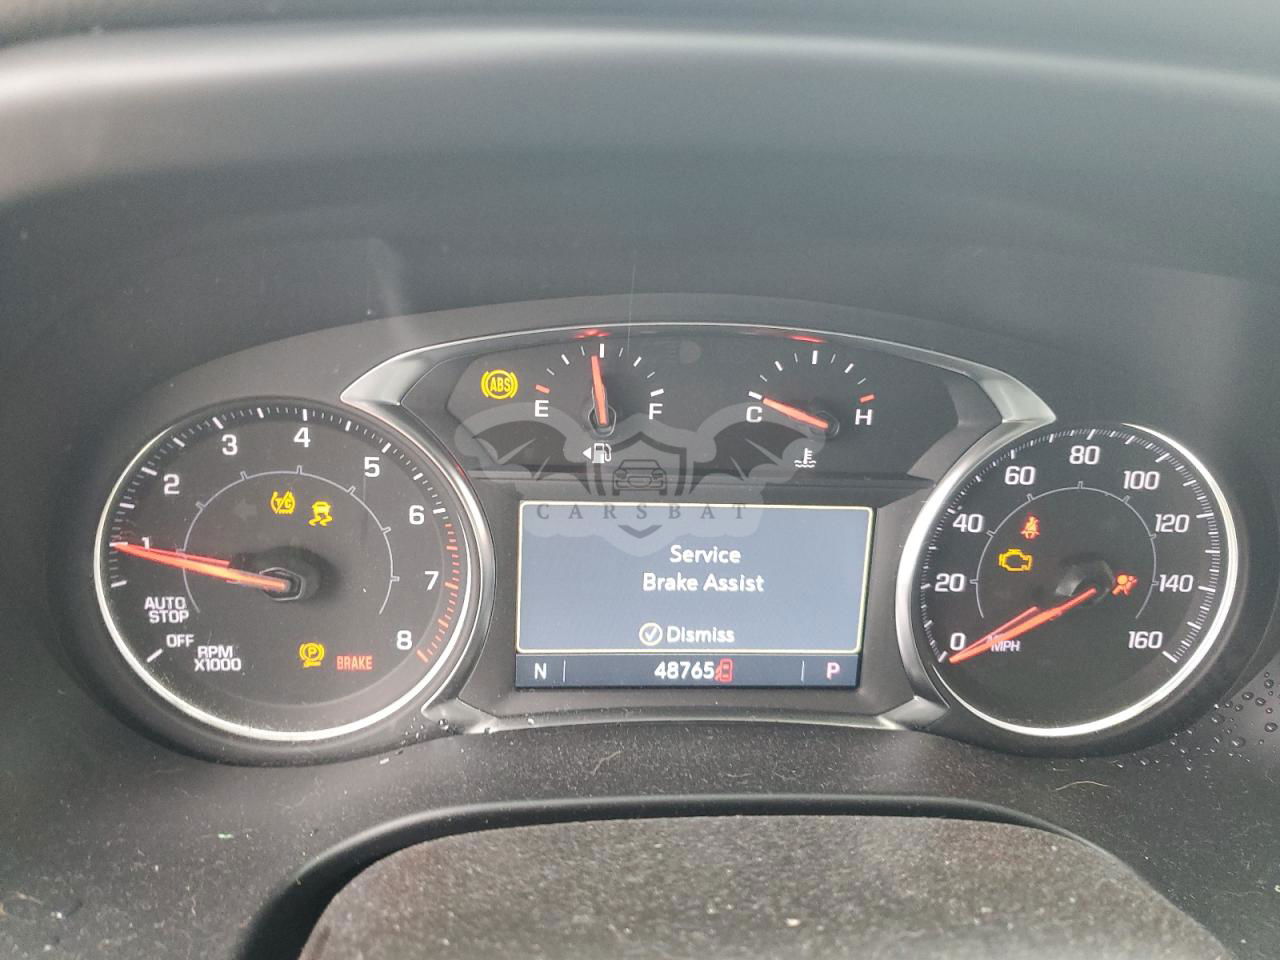 ABS
E
F
C
H
CARSBAT
1
2
3
4
5
6
7
8
T/C
AUTO
STOP
OFF
RPM
X1000
P
BRAKE
Service
Brake Assist
Dismiss
N
48765
P
0
20
40
60
80
100
120
140
160
MPH